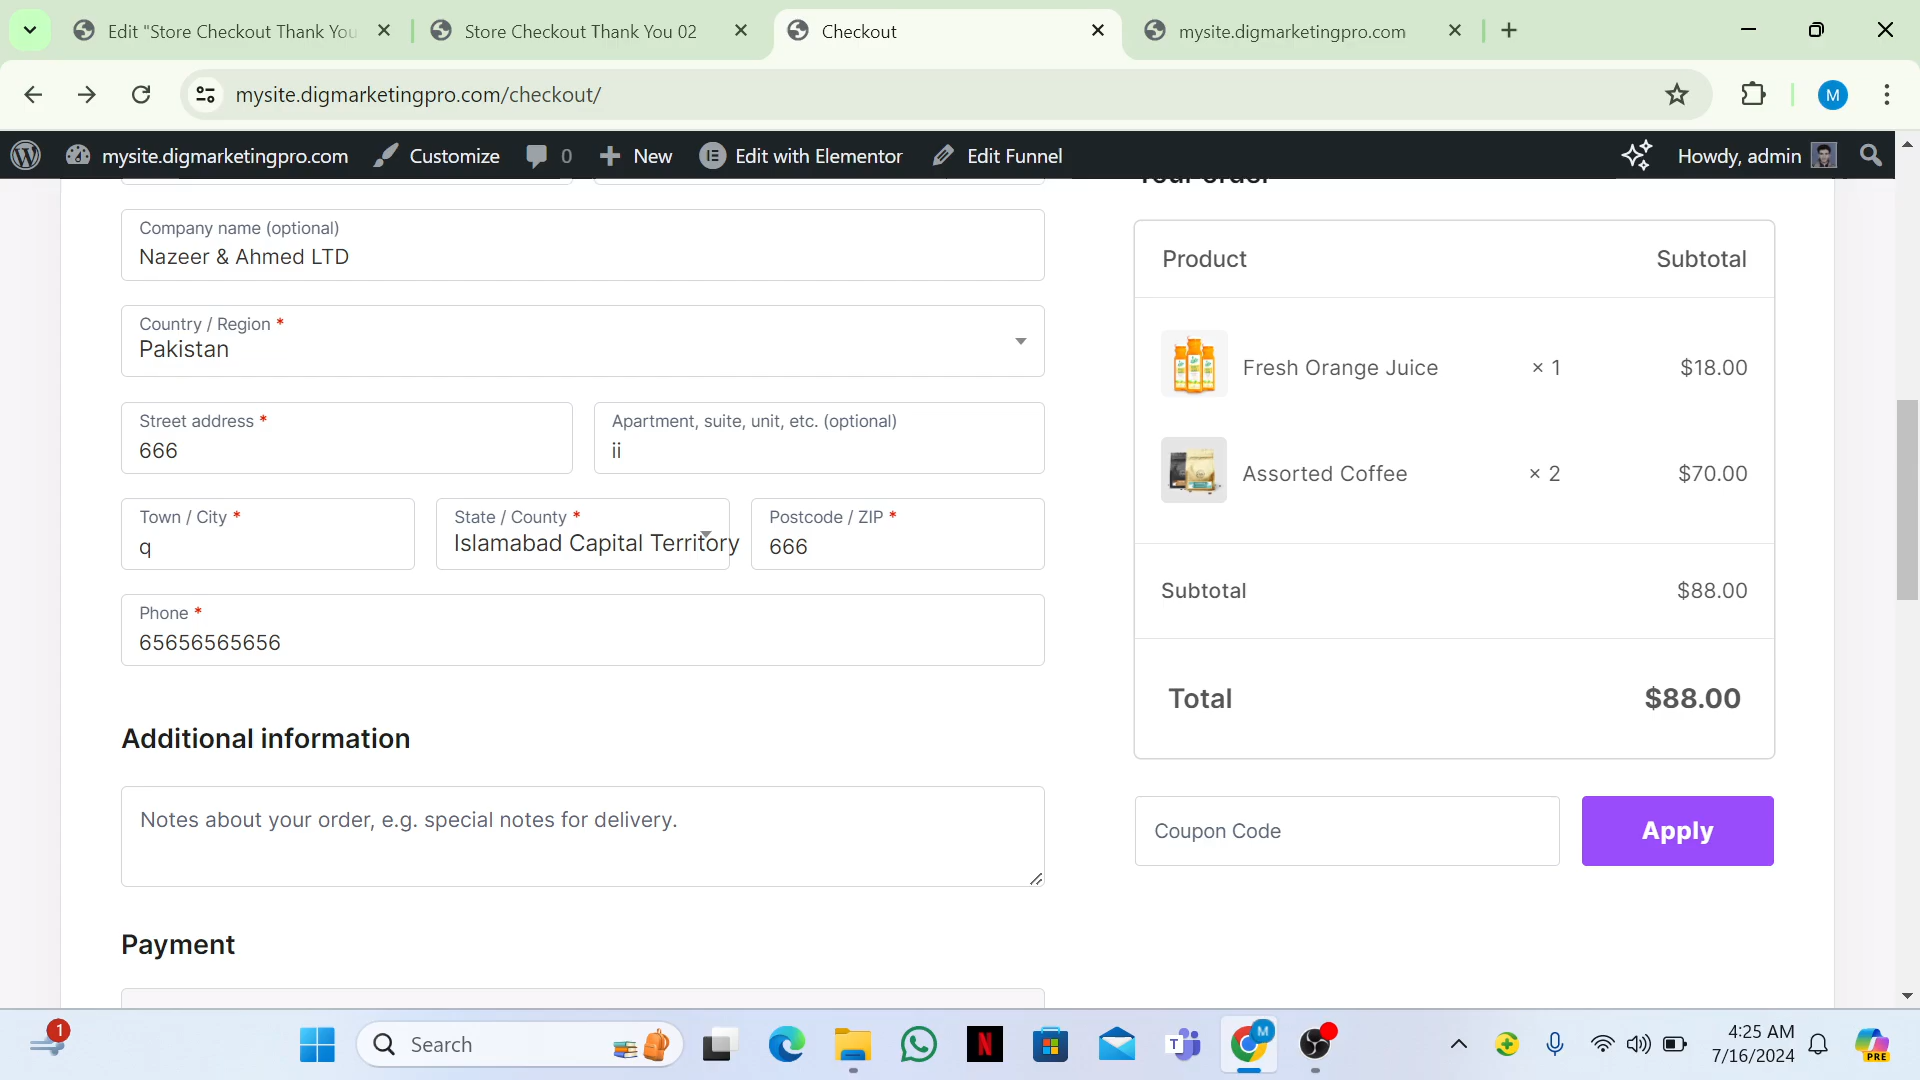 Edit "Store Checkout Thank You
Store Checkout Thank You 02
Checkout
mysite.digmarketingpro.com
mysite.digmarketingpro.com/checkout/
M
mysite.digmarketingpro.com
Customize
0
New
Edit with Elementor
Edit Funnel
Howdy, admin
Your order
Company name (optional)
Nazeer & Ahmed LTD
Country / Region *
Pakistan
Street address *
666
Apartment, suite, unit, etc. (optional)
ii
Town / City *
q
State / County *
Islamabad Capital Territory
Postcode / ZIP *
666
Phone *
65656565656
Additional information
Notes about your order, e.g. special notes for delivery.
Payment
Product Subtotal
Fresh Orange Juice × 1 $18.00
Assorted Coffee × 2 $70.00
Subtotal $88.00
Total $88.00
Coupon Code
Apply
1
Search
N
T
M
4:25 AM
7/16/2024
PRE